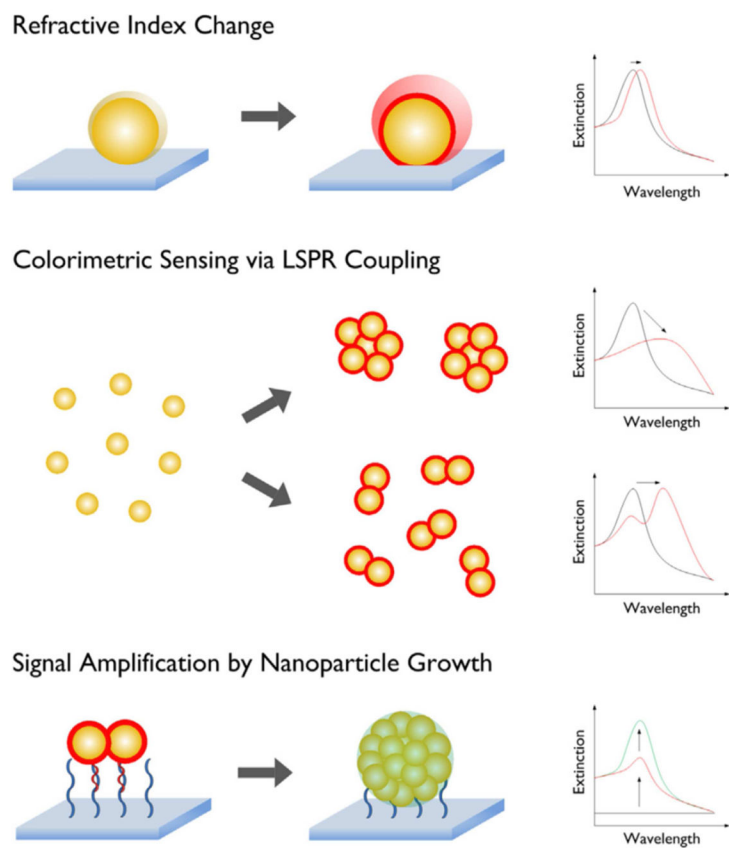 Refractive Index Change
Extinction
Wavelength
Colorimetric Sensing via LSPR Coupling
Extinction
Wavelength
Extinction
Wavelength
Signal Amplification by Nanoparticle Growth
Extinction
Wavelength